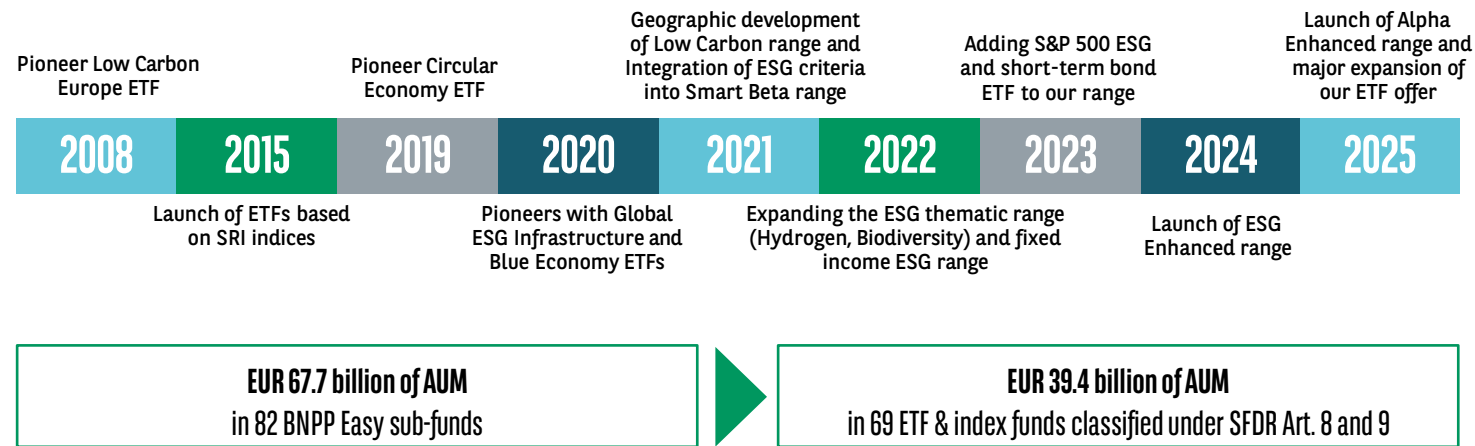 Pioneer Low Carbon
Europe ETF
Pioneer Circular
Economy ETF
Geographic development
of Low Carbon range and
Integration of ESG criteria
into Smart Beta range
Adding S&P 500 ESG
and short-term bond
ETF to our range
Launch of Alpha
Enhanced range and
major expansion of
our ETF offer
2008
2015
2019
2020
2021
2022
2023
2024
2025
Launch of ETFs based
on SRI indices
Pioneers with Global
ESG Infrastructure and
Blue Economy ETFs
Expanding the ESG thematic range
(Hydrogen, Biodiversity) and fixed
income ESG range
Launch of ESG
Enhanced range
EUR 67.7 billion of AUM
in 82 BNPP Easy sub-funds
EUR 39.4 billion of AUM
in 69 ETF & index funds classified under SFDR Art. 8 and 9